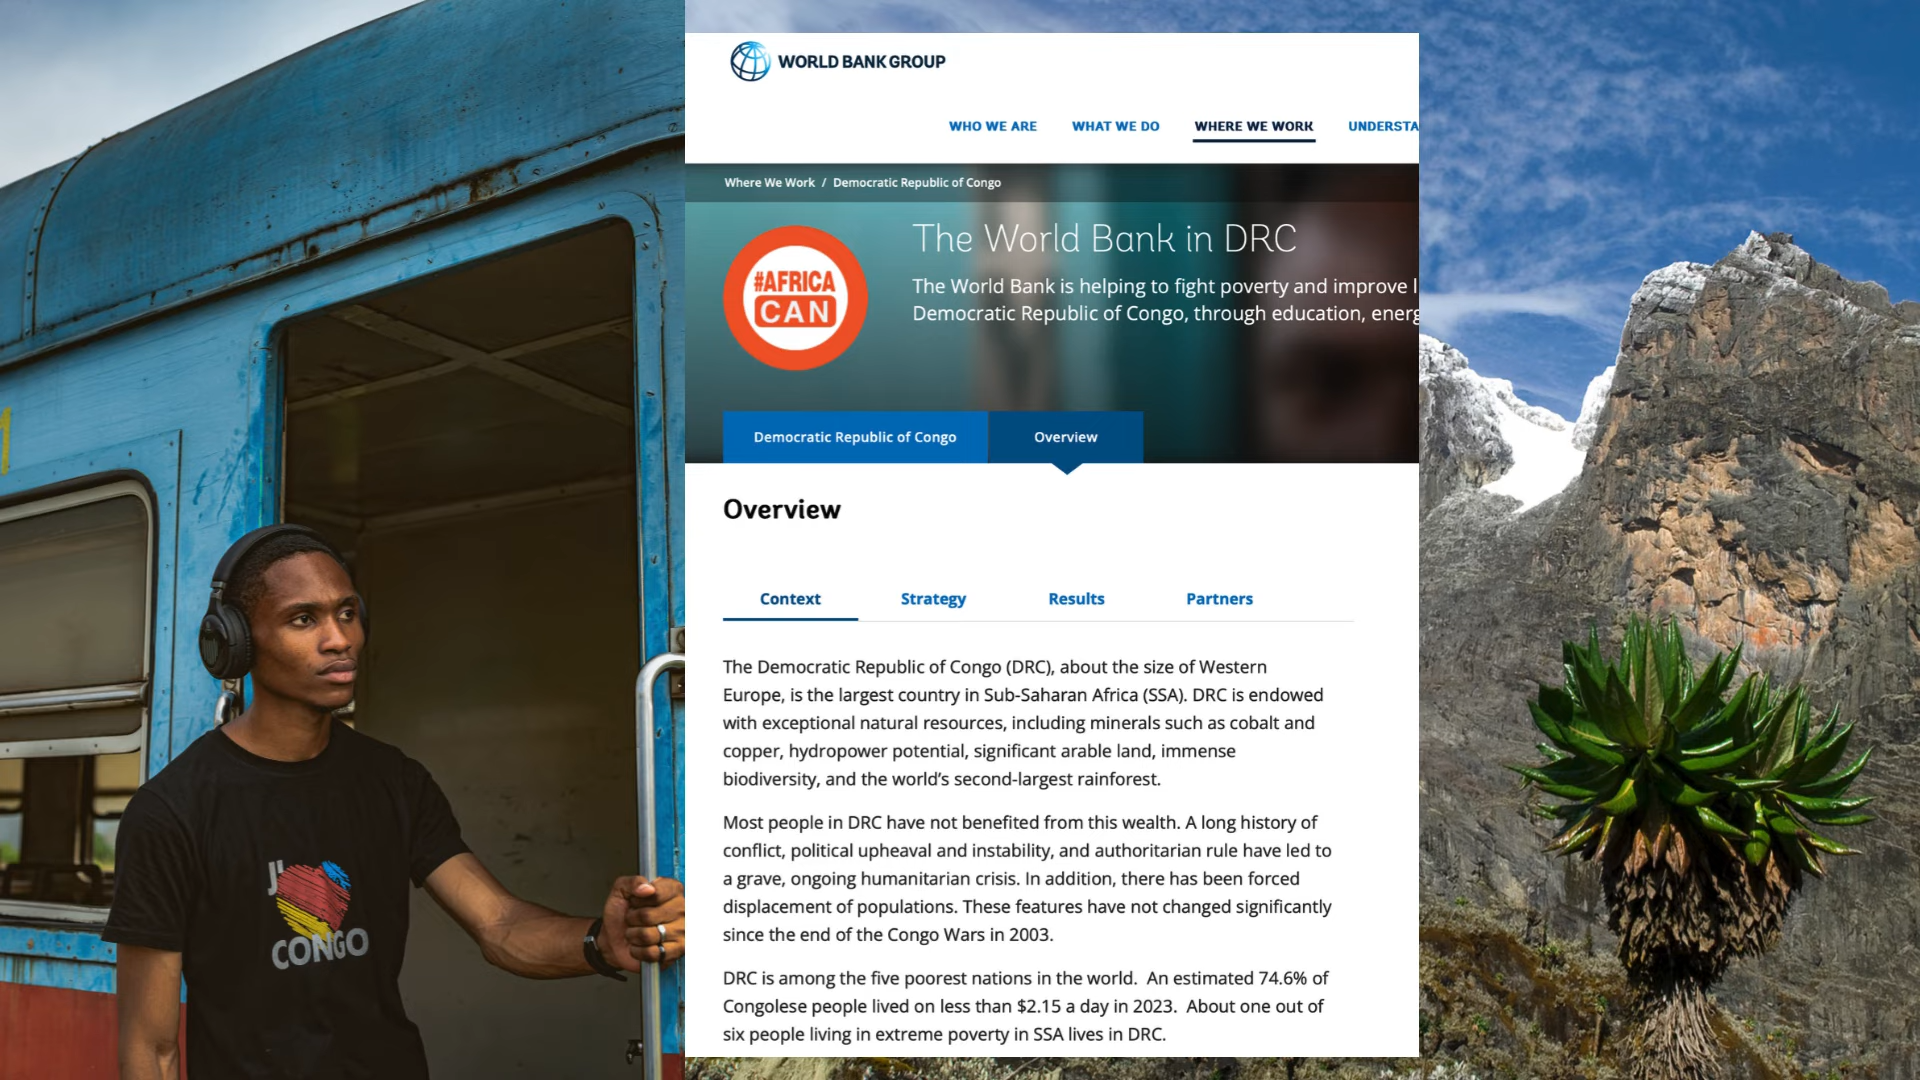 1
J'
CONGO
WORLD BANK GROUP
WHO WE ARE WHAT WE DO WHERE WE WORK UNDERSTA
Where We Work / Democratic Republic of Congo
#AFRICA
CAN
The World Bank in DRC
The World Bank is helping to fight poverty and improve l
Democratic Republic of Congo, through education, energ
Democratic Republic of Congo Overview
Overview
Context Strategy Results Partners
The Democratic Republic of Congo (DRC), about the size of Western
Europe, is the largest country in Sub-Saharan Africa (SSA). DRC is endowed
with exceptional natural resources, including minerals such as cobalt and
copper, hydropower potential, significant arable land, immense
biodiversity, and the world’s second-largest rainforest.
Most people in DRC have not benefited from this wealth. A long history of
conflict, political upheaval and instability, and authoritarian rule have led to
a grave, ongoing humanitarian crisis. In addition, there has been forced
displacement of populations. These features have not changed significantly
since the end of the Congo Wars in 2003.
DRC is among the five poorest nations in the world. An estimated 74.6% of
Congolese people lived on less than $2.15 a day in 2023. About one out of
six people living in extreme poverty in SSA lives in DRC.